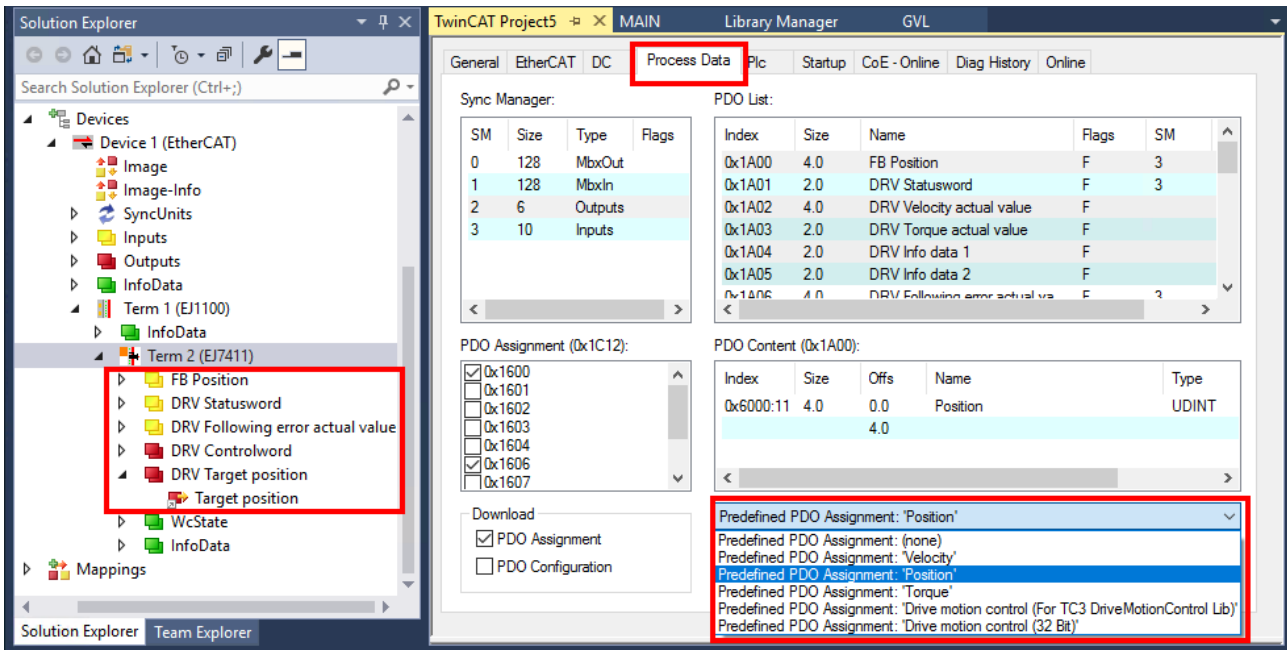 Solution Explorer
Search Solution Explorer (Ctrl+;)
Devices
Device 1 (EtherCAT)
Image
Image-Info
SyncUnits
Inputs
Outputs
InfoData
Term 1 (EJ1100)
InfoData
Term 2 (EJ7411)
FB Position
DRV Statusword
DRV Following error actual value
DRV Controlword
DRV Target position
Target position
WcState
InfoData
Mappings
Solution Explorer Team Explorer
TwinCAT Project5 MAIN Library Manager GVL
General EtherCAT DC Process Data Plc Startup CoE - Online Diag History Online
Sync Manager:
SM Size Type Flags
0 128 MbxOut
1 128 MbxIn
2 6 Outputs
3 10 Inputs
PDO List:
Index Size Name Flags SM
0x1A00 4.0 FB Position F 3
0x1A01 2.0 DRV Statusword F 3
0x1A02 4.0 DRV Velocity actual value F
0x1A03 2.0 DRV Torque actual value F
0x1A04 2.0 DRV Info data 1 F
0x1A05 2.0 DRV Info data 2 F
0x1A06 4.0 DRV Following error actual va... F 3
PDO Assignment (0x1C12):
0x1600
0x1601
0x1602
0x1603
0x1604
0x1606
0x1607
PDO Content (0x1A00):
Index Size Offs Name Type
0x6000:11 4.0 0.0 Position UDINT
4.0
Download
PDO Assignment
PDO Configuration
Predefined PDO Assignment: 'Position'
Predefined PDO Assignment: (none)
Predefined PDO Assignment: 'Velocity'
Predefined PDO Assignment: 'Position'
Predefined PDO Assignment: 'Torque'
Predefined PDO Assignment: 'Drive motion control (For TC3 DriveMotionControl Lib)'
Predefined PDO Assignment: 'Drive motion control (32 Bit)'